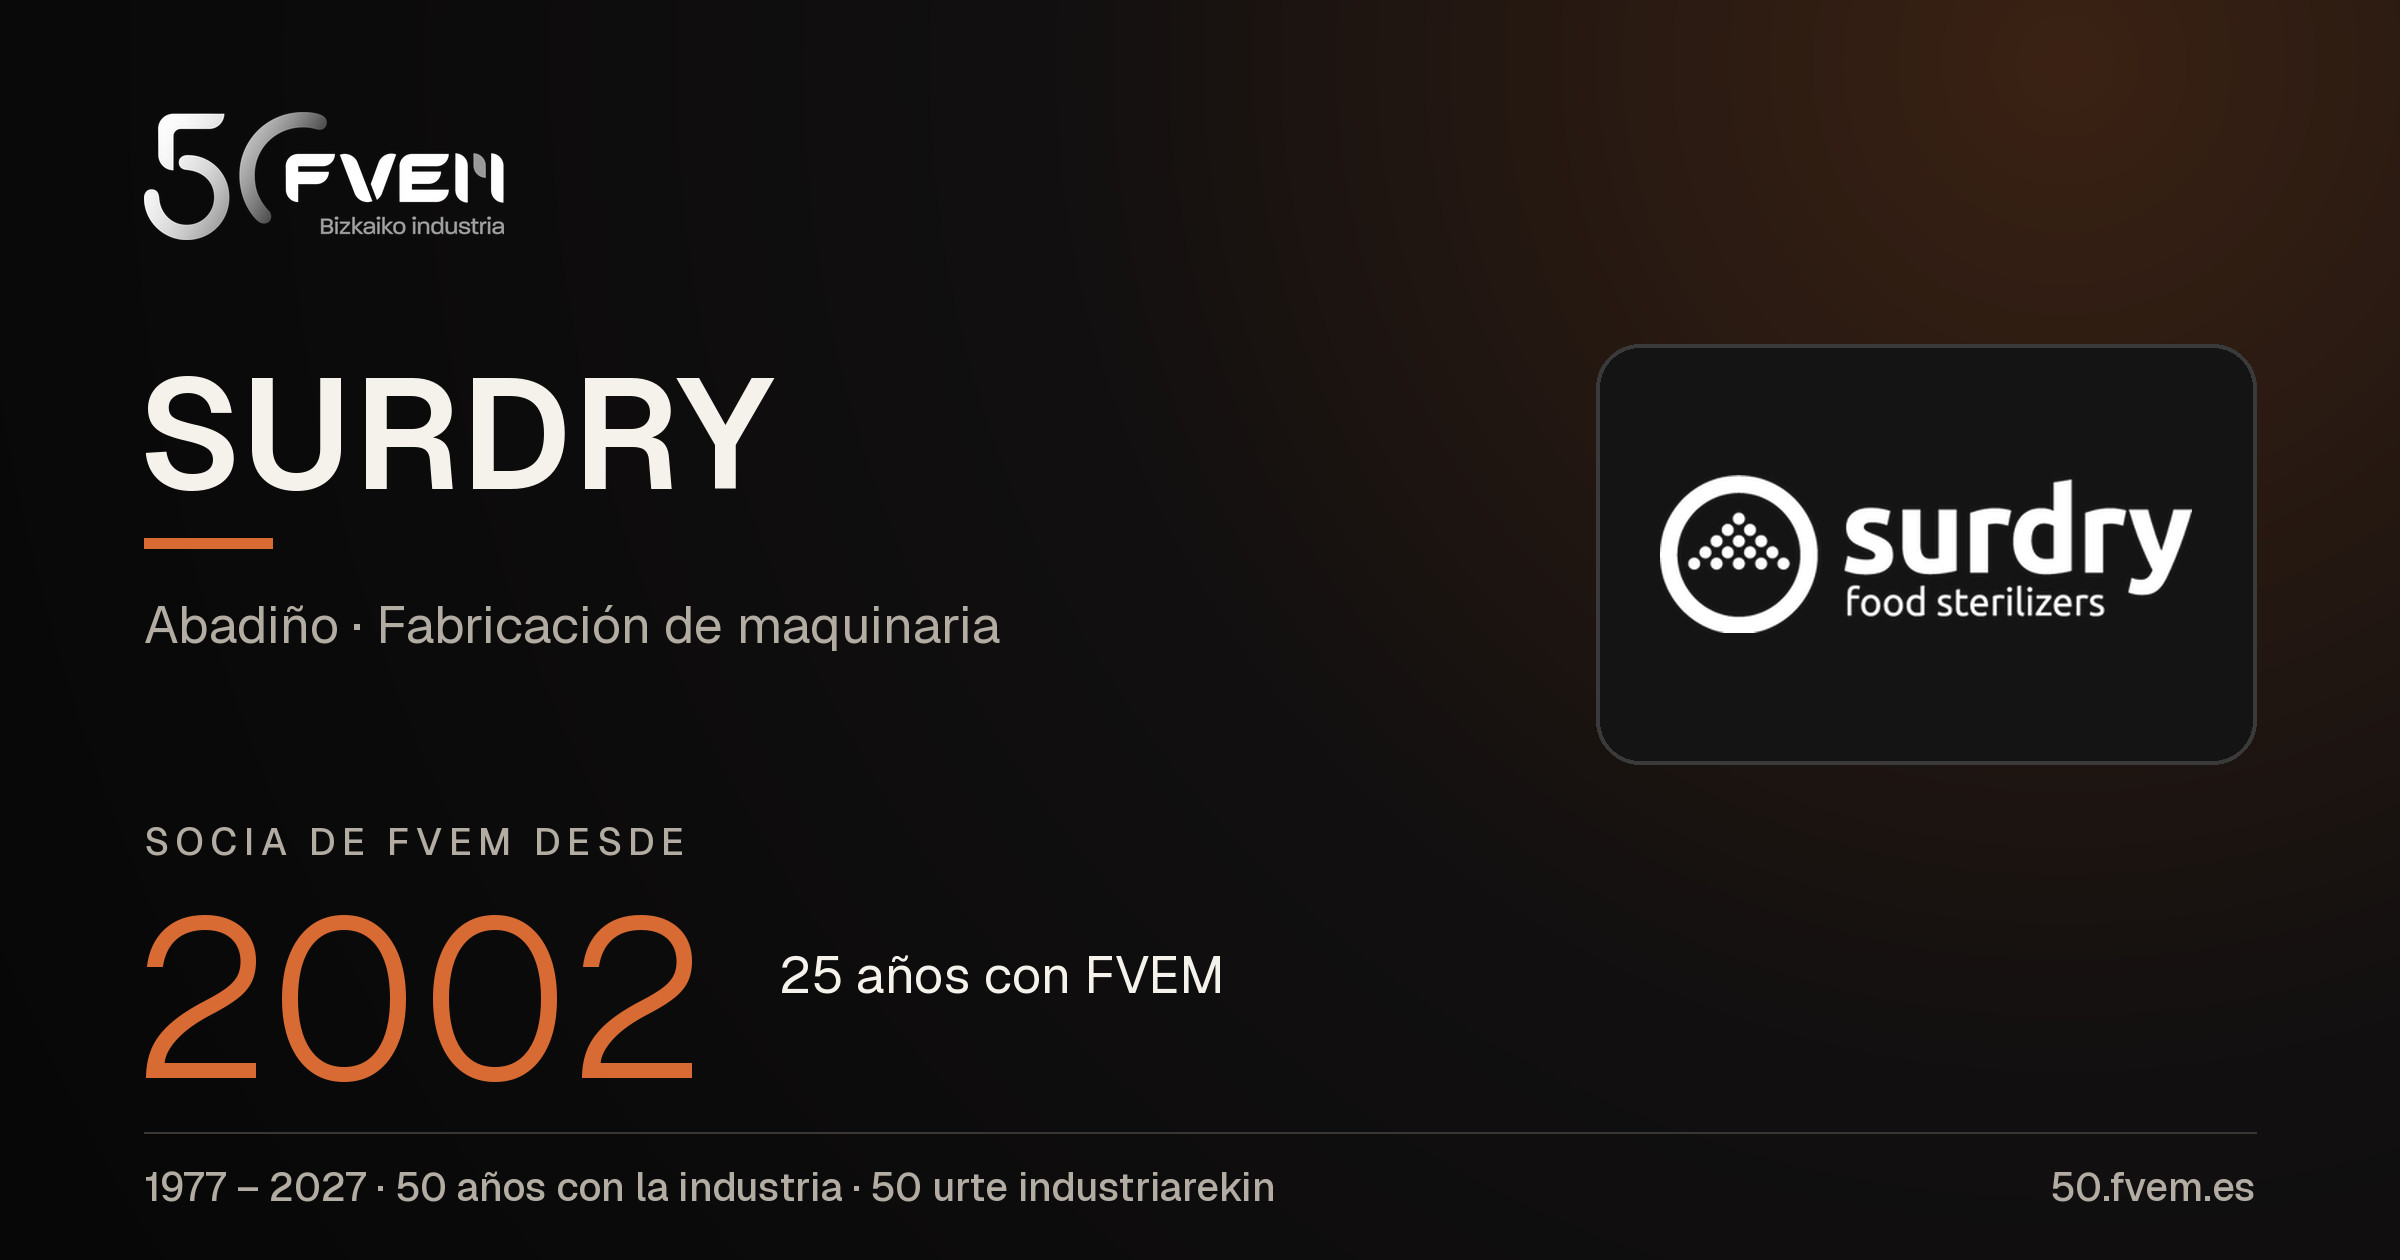 50 FVEM
Bizkaiko industria
SURDRY
Abadiño · Fabricación de maquinaria
surdry
food sterilizers
SOCIA DE FVEM DESDE
2002
25 años con FVEM
1977 – 2027 · 50 años con la industria · 50 urte industriarekin
50.fvem.es